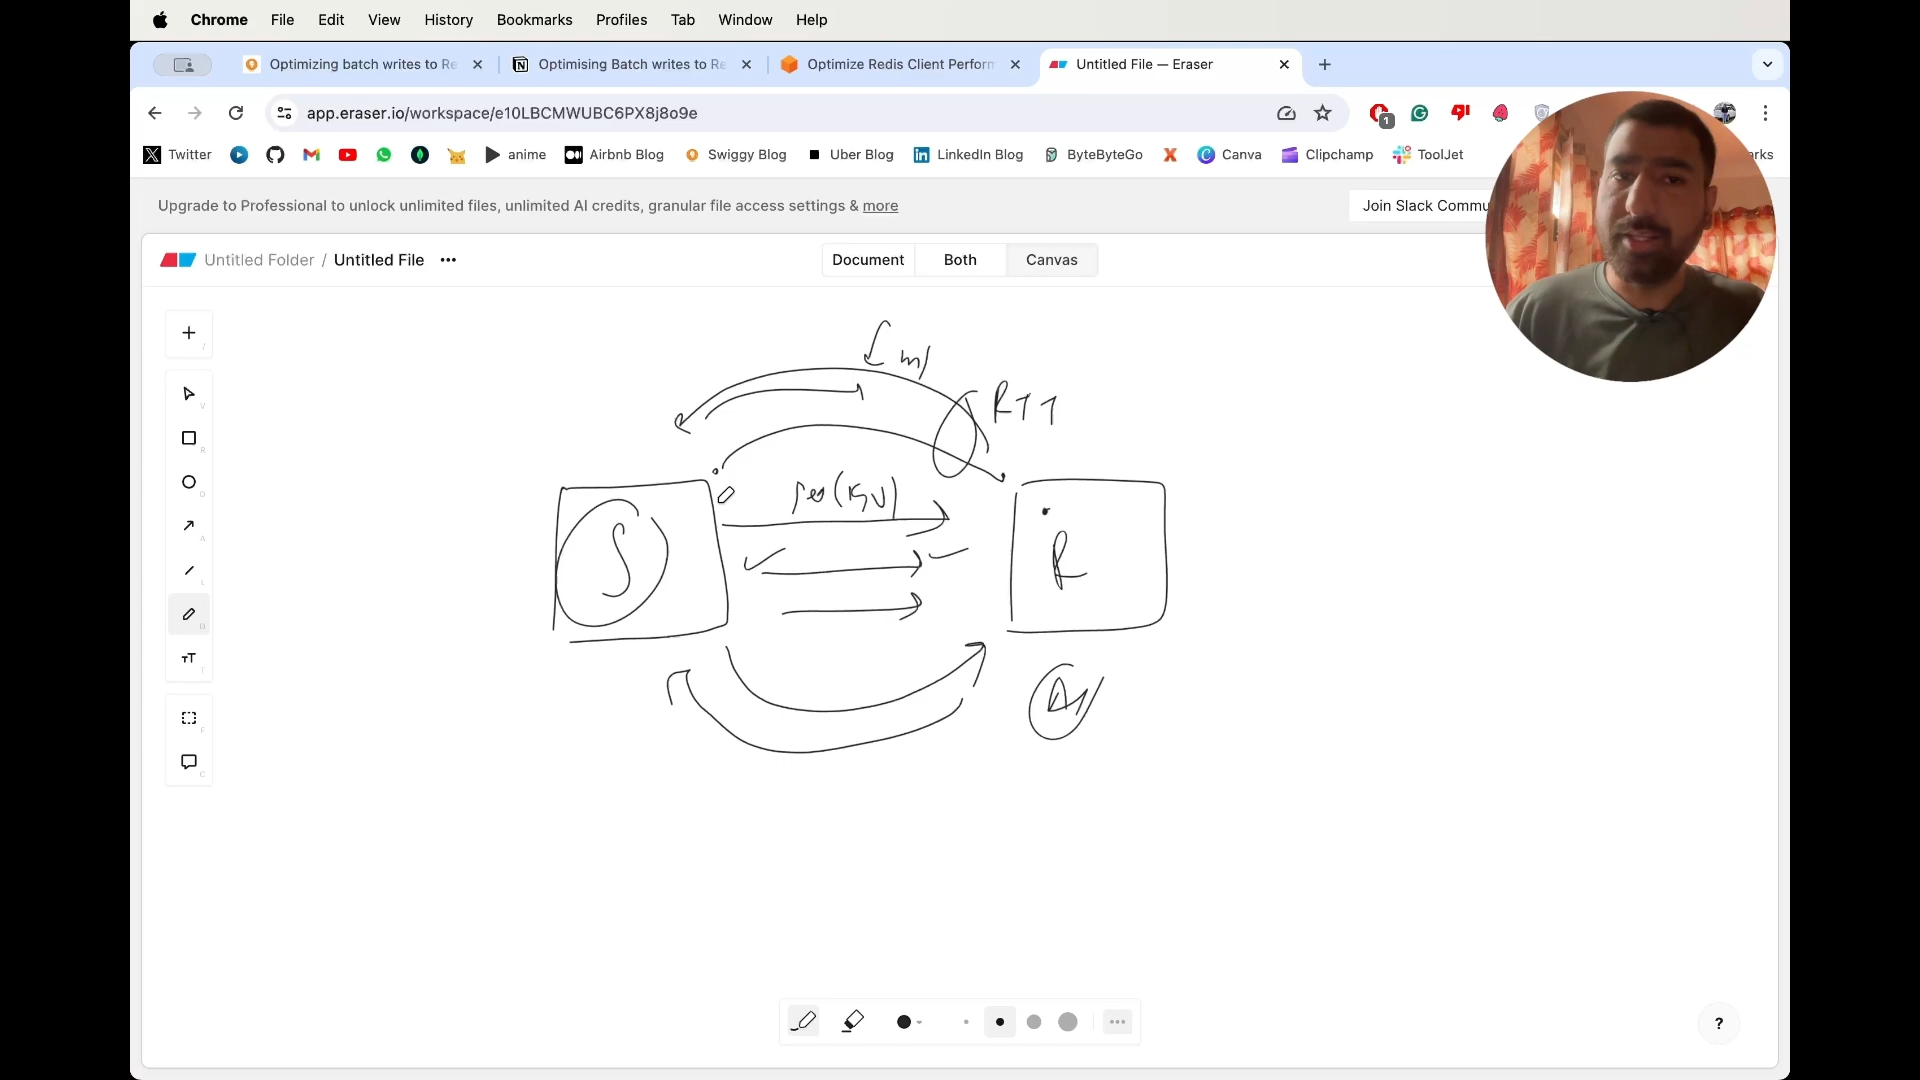 Chrome File Edit View History Bookmarks Profiles Tab Window Help
Optimizing batch writes to Re
Optimising Batch writes to Re
Optimize Redis Client Perforn
Untitled File — Eraser
app.eraser.io/workspace/e10LBCMWUBC6PX8j8o9e
1
Twitter
anime
Airbnb Blog
Swiggy Blog
Uber Blog
LinkedIn Blog
ByteByteGo
Canva
Clipchamp
ToolJet
arks
Upgrade to Professional to unlock unlimited files, unlimited AI credits, granular file access settings & more
Join Slack Commu
Untitled Folder / Untitled File
Document
Both
Canvas
RTT
S
R
?